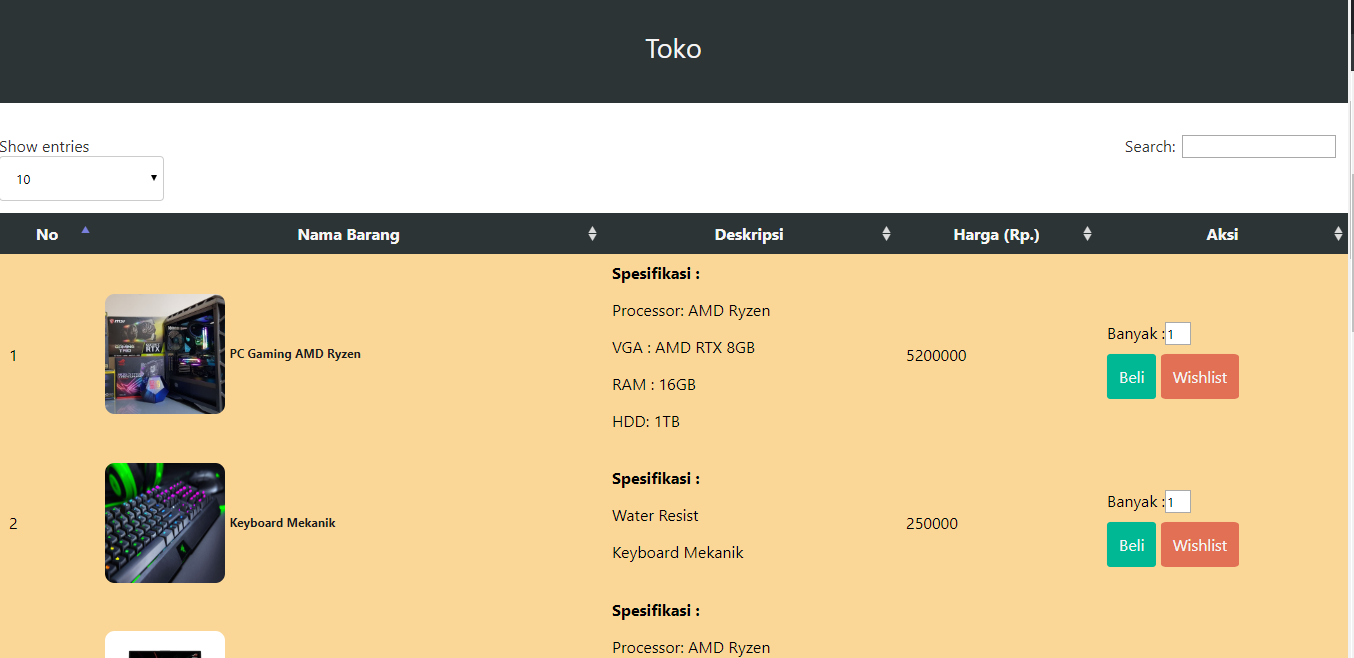 Toko
Show entries
Search:
10
No Nama Barang Deskripsi Harga (Rp.) Aksi
Spesifikasi :
Processor: AMD Ryzen
VGA : AMD RTX 8GB
RAM : 16GB
HDD: 1TB
1
PC Gaming AMD Ryzen
5200000
Banyak :1
Beli Wishlist
Spesifikasi :
Water Resist
Keyboard Mekanik
2
Keyboard Mekanik
250000
Banyak :1
Beli Wishlist
Spesifikasi :
Processor: AMD Ryzen